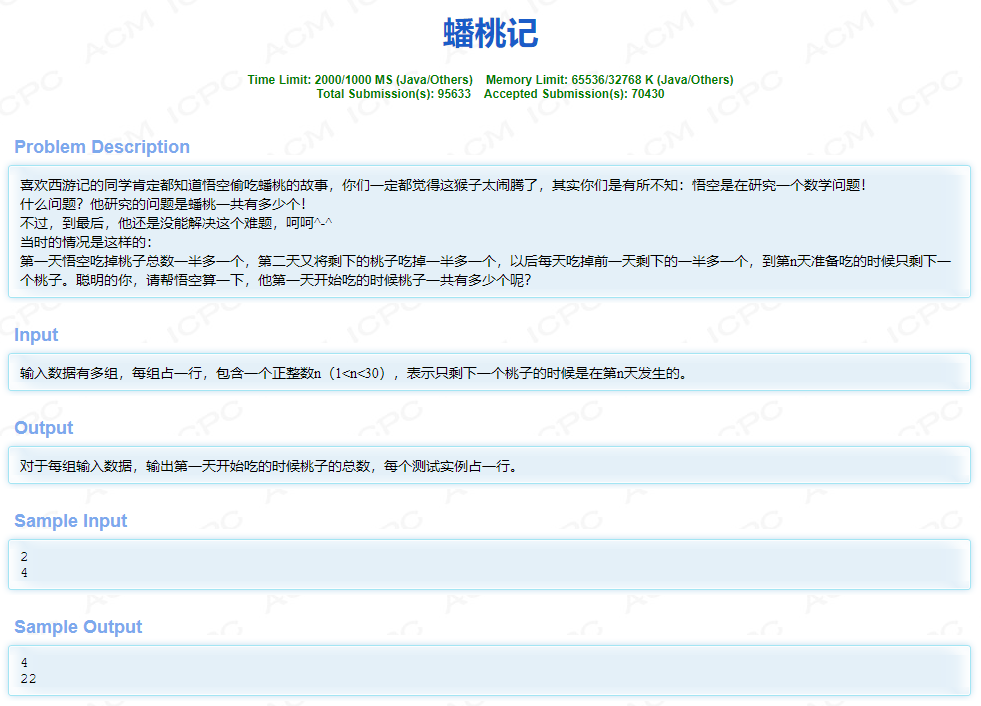 蟠桃记
Time Limit: 2000/1000 MS (Java/Others) Memory Limit: 65536/32768 K (Java/Others)
Total Submission(s): 95633 Accepted Submission(s): 70430
Problem Description
喜欢西游记的同学肯定都知道悟空偷吃蟠桃的故事，你们一定都觉得这猴子太闹腾了，其实你们是有所不知：悟空是在研究一个数学问题！
什么问题？他研究的问题是蟠桃一共有多少个！
不过，到最后，他还是没能解决这个难题，呵呵^-^
当时的情况是这样的：
第一天悟空吃掉桃子总数一半多一个，第二天又将剩下的桃子吃掉一半多一个，以后每天吃掉前一天剩下的一半多一个，到第n天准备吃的时候只剩下一
个桃子。聪明的你，请帮悟空算一下，他第一天开始吃的时候桃子一共有多少个呢？
Input
输入数据有多组，每组占一行，包含一个正整数n（1<n<30），表示只剩下一个桃子的时候是在第n天发生的。
Output
对于每组输入数据，输出第一天开始吃的时候桃子的总数，每个测试实例占一行。
Sample Input
2
4
Sample Output
4
22